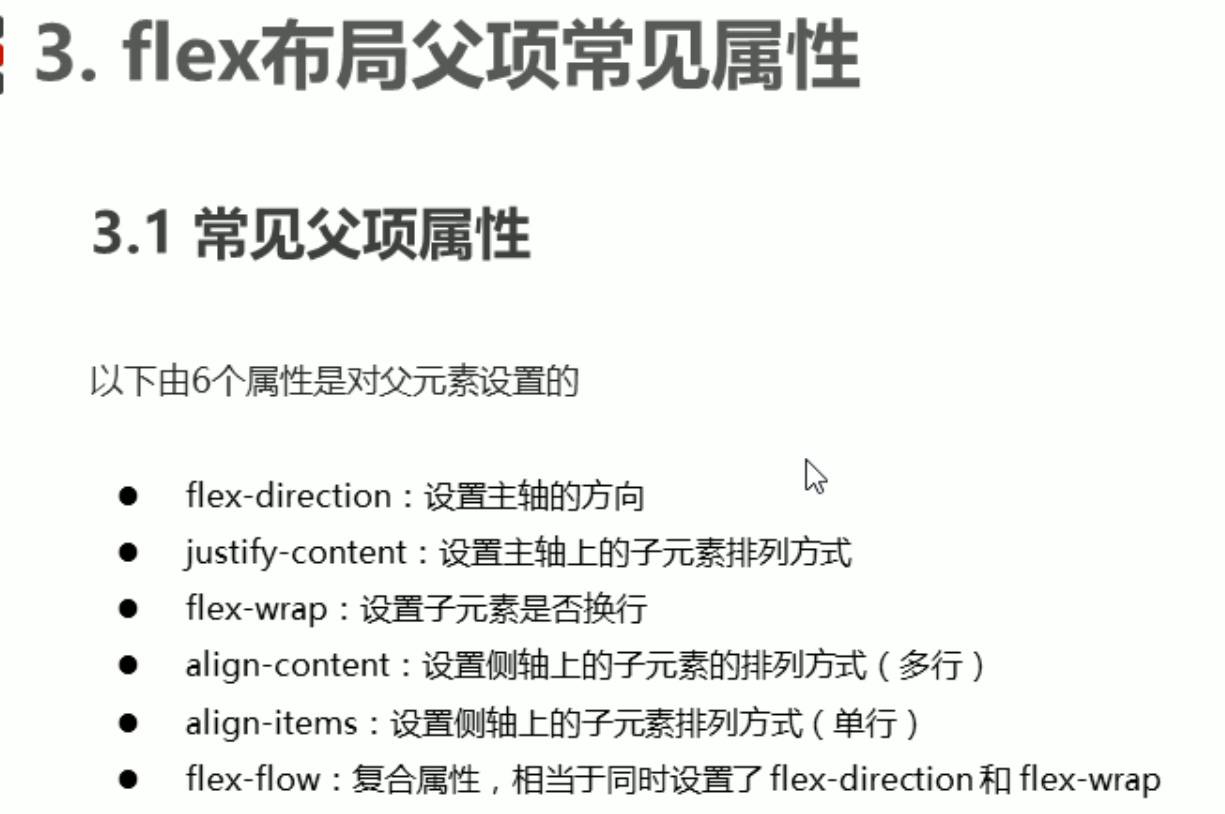 3. flex布局父项常见属性
3.1 常见父项属性
以下由6个属性是对父元素设置的
● flex-direction：设置主轴的方向
● justify-content：设置主轴上的子元素排列方式
● flex-wrap：设置子元素是否换行
● align-content：设置侧轴上的子元素的排列方式（多行）
● align-items：设置侧轴上的子元素排列方式（单行）
● flex-flow：复合属性，相当于同时设置了 flex-direction 和 flex-wrap